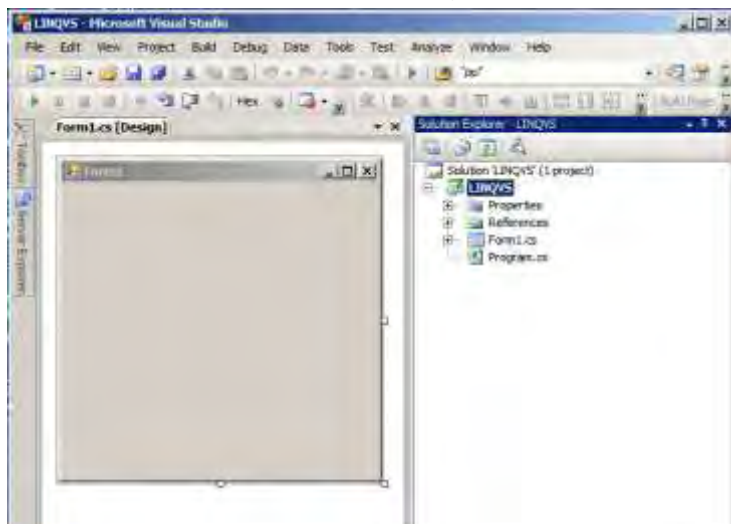 LINQVS - Microsoft Visual Studio
File Edit View Project Build Debug Data Tools Test Analyze Window Help
Hex
Form1.cs [Design]
Solution Explorer - LINQVS
Toolbox
Server Explorer
Form1
Solution 'LINQVS' (1 project)
LINQVS
Properties
References
Form1.cs
Program.cs